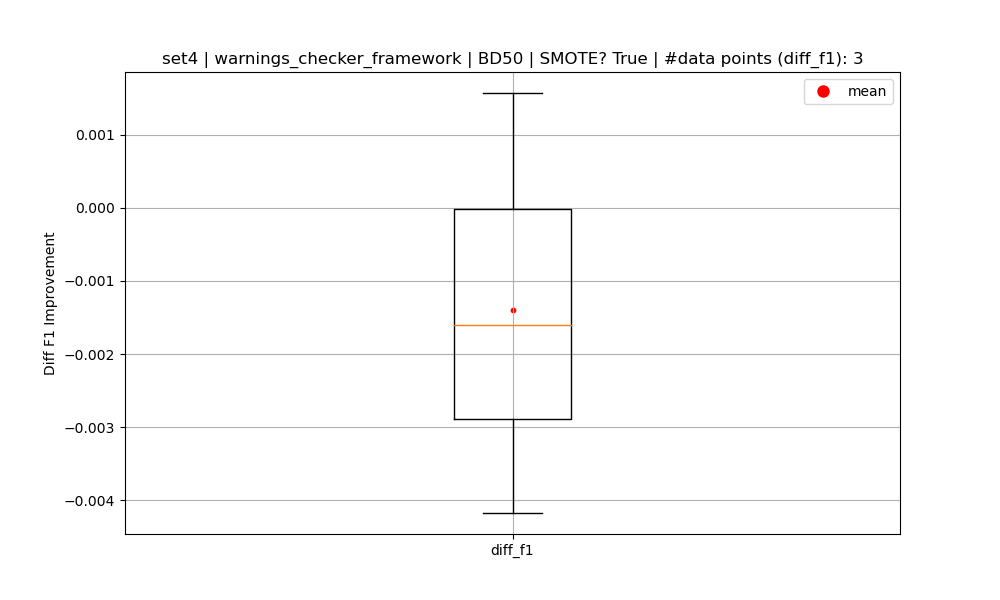 set4 | warnings_checker_framework | BD50 | SMOTE? True | #data points (diff_f1): 3
mean
0.001
0.000
−0.001
−0.002
−0.003
−0.004
Diff F1 Improvement
diff_f1